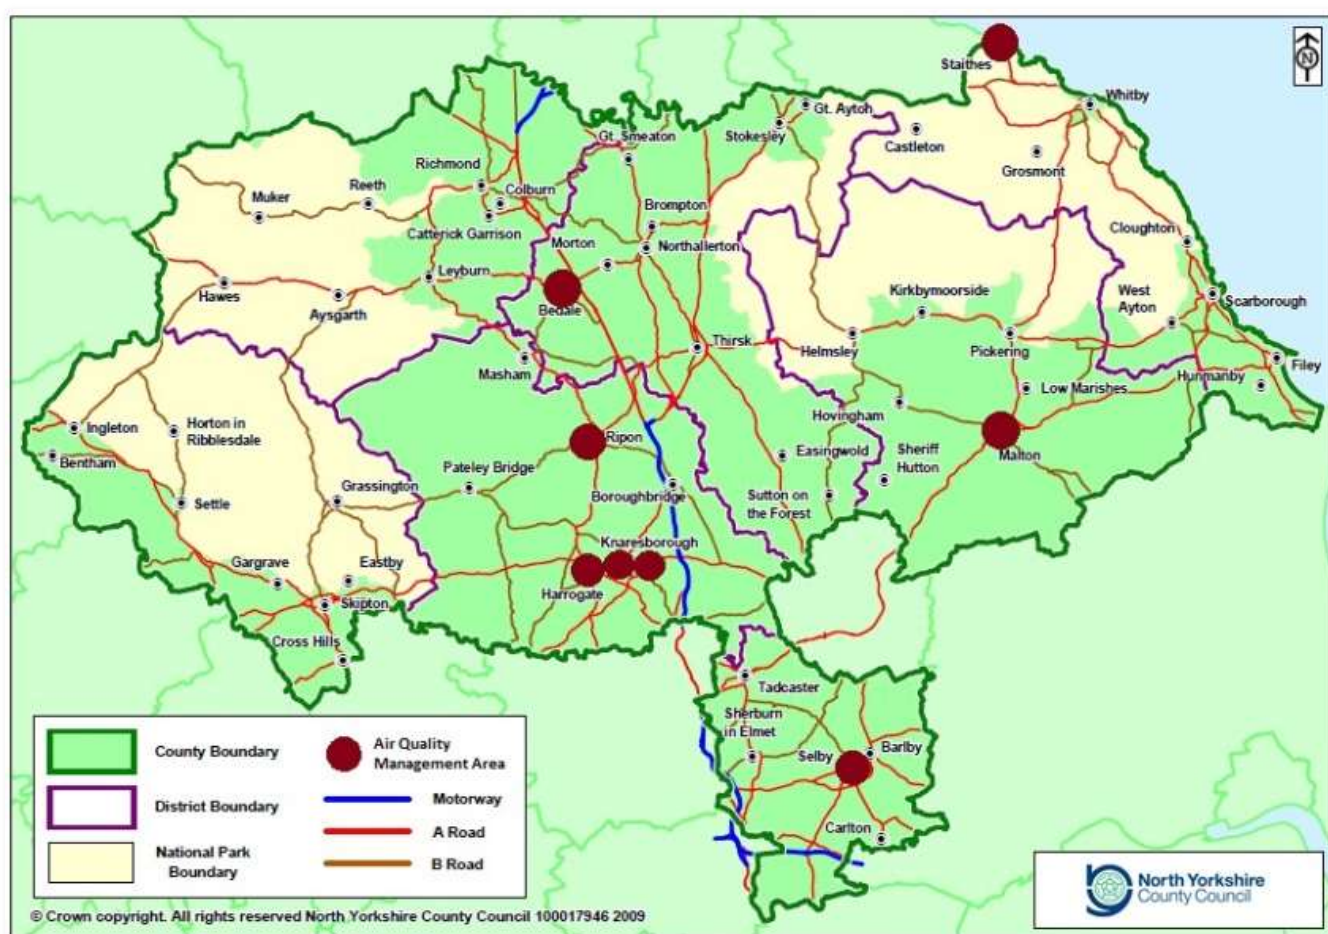 Staithes
N
Whitby
Gt. Aytoh
Gt. Smeaton
Stokesley
Castleton
Richmond
Grosmont
Reeth
Colburn
Muker
Brompton
Catterick Garrison
Cloughton
Morton
Northallerton
Leyburn
Hawes
Kirkbymoorside
West
Ayton
Scarborough
Aysgarth
Bedale
Thirsk
Helmsley
Pickering
Filey
Masham
Low Marishes
Hunmanby
Hovingham
Ingleton
Horton in
Ribblesdale
Ripon
Malton
Bentham
Easingwold
Sheriff
Hutton
Pateley Bridge
Grassington
Boroughbridge
Sutton on
the Forest
Settle
Knaresborough
Gargrave
Eastby
Harrogate
Skipton
Cross Hills
Tadcaster
Sherburn
in Elmet
Selby
Barlby
Carlton
County Boundary
Air Quality
Management Area
District Boundary
Motorway
A Road
National Park
Boundary
B Road
North Yorkshire
County Council
© Crown copyright. All rights reserved North Yorkshire County Council 100017946 2009